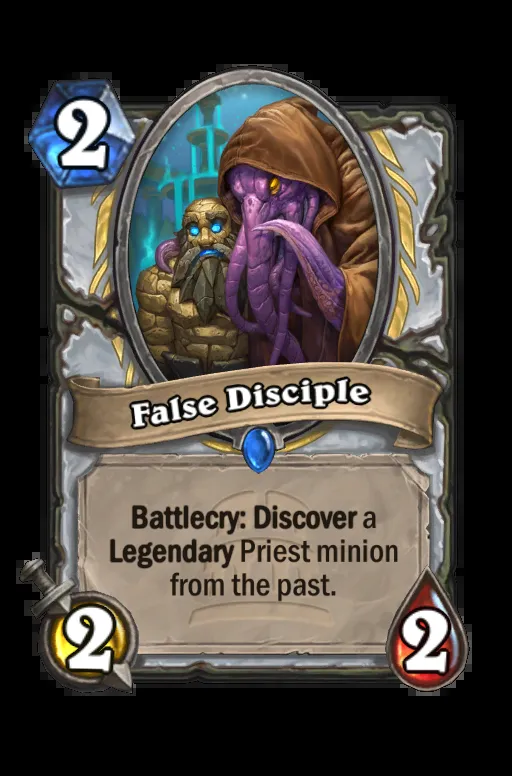 2
False Disciple
Battlecry: Discover a
Legendary Priest minion
from the past.
2
2